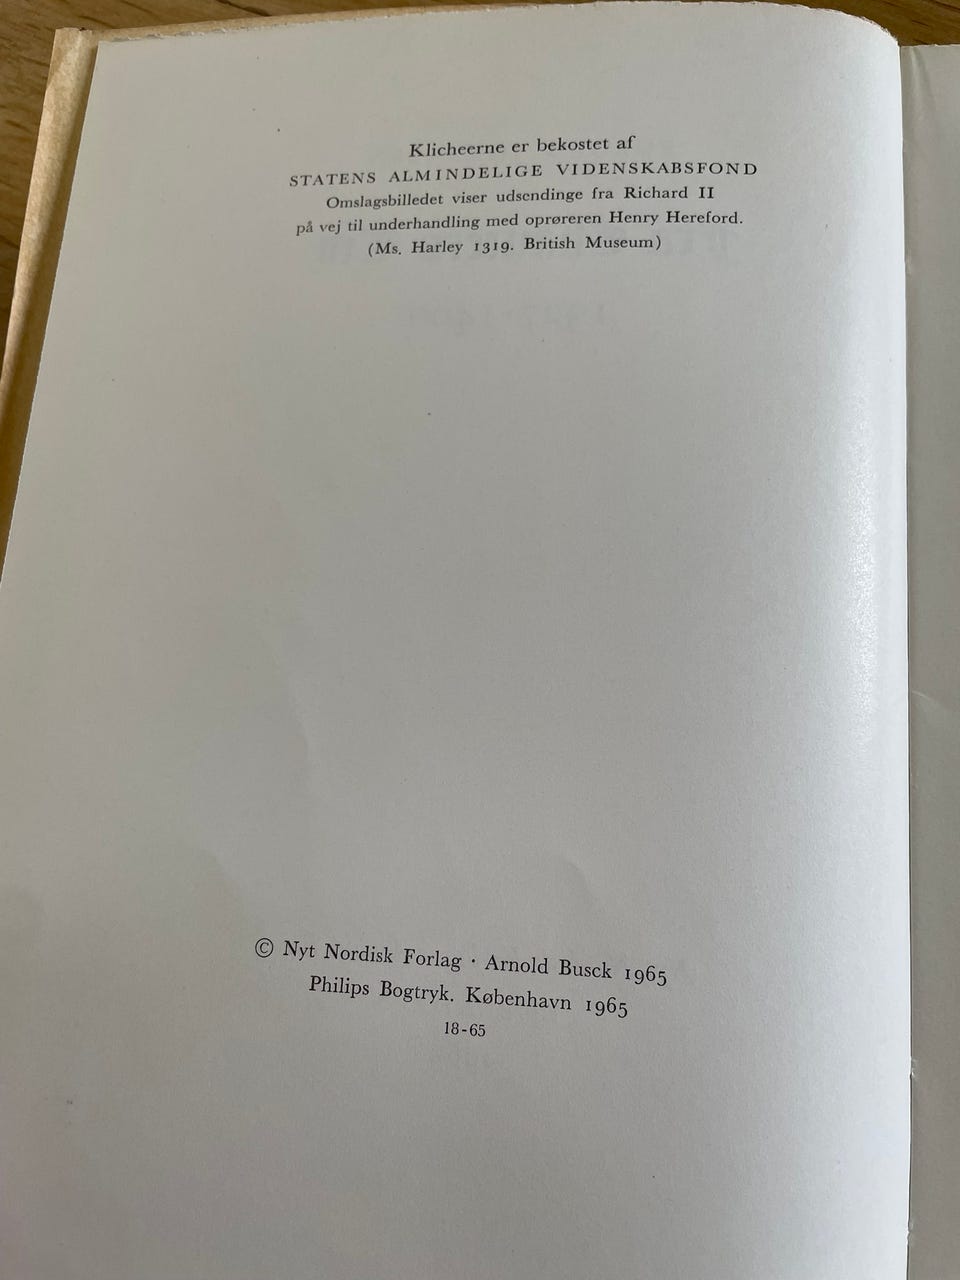 Klicheerne er bekostet af
STATENS ALMINDELIGE VIDENSKABSFOND
Omslagsbilledet viser udsendinge fra Richard II
på vej til underhandling med oprøreren Henry Hereford.
(Ms. Harley 1319. British Museum)
© Nyt Nordisk Forlag · Arnold Busck 1965
Philips Bogtryk. København 1965
18-65